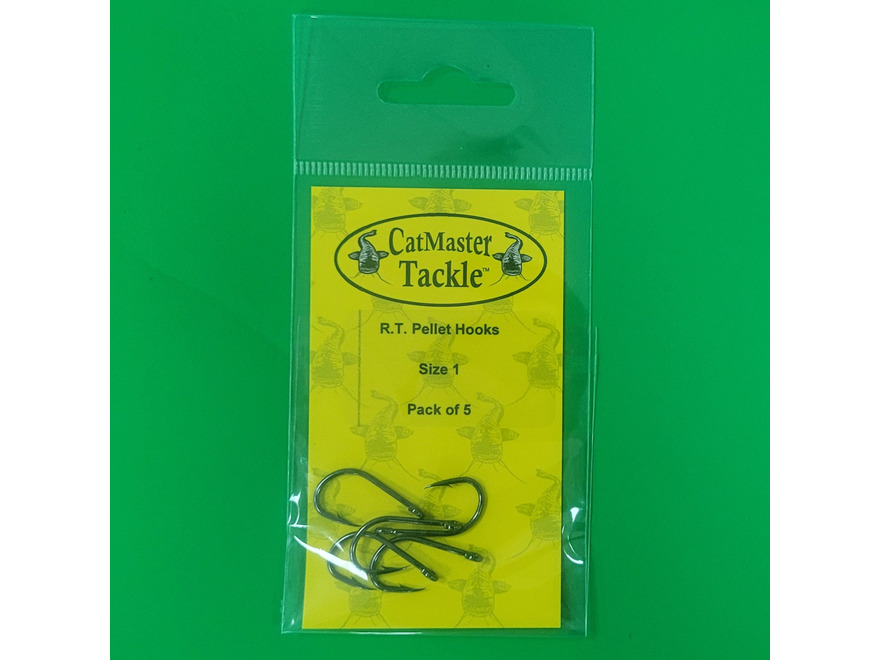 CatMaster
Tackle™
R.T. Pellet Hooks
Size 1
Pack of 5